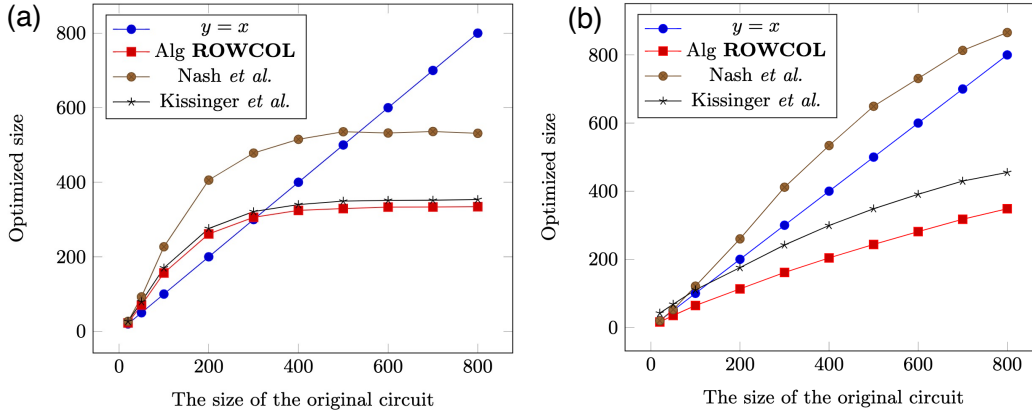 (a)
y = x
Alg ROWCOL
Nash et al.
Kissinger et al.
800
600
400
200
0
Optimized size
0 200 400 600 800
The size of the original circuit
(b)
y = x
Alg ROWCOL
Nash et al.
Kissinger et al.
800
600
400
200
0
Optimized size
0 200 400 600 800
The size of the original circuit